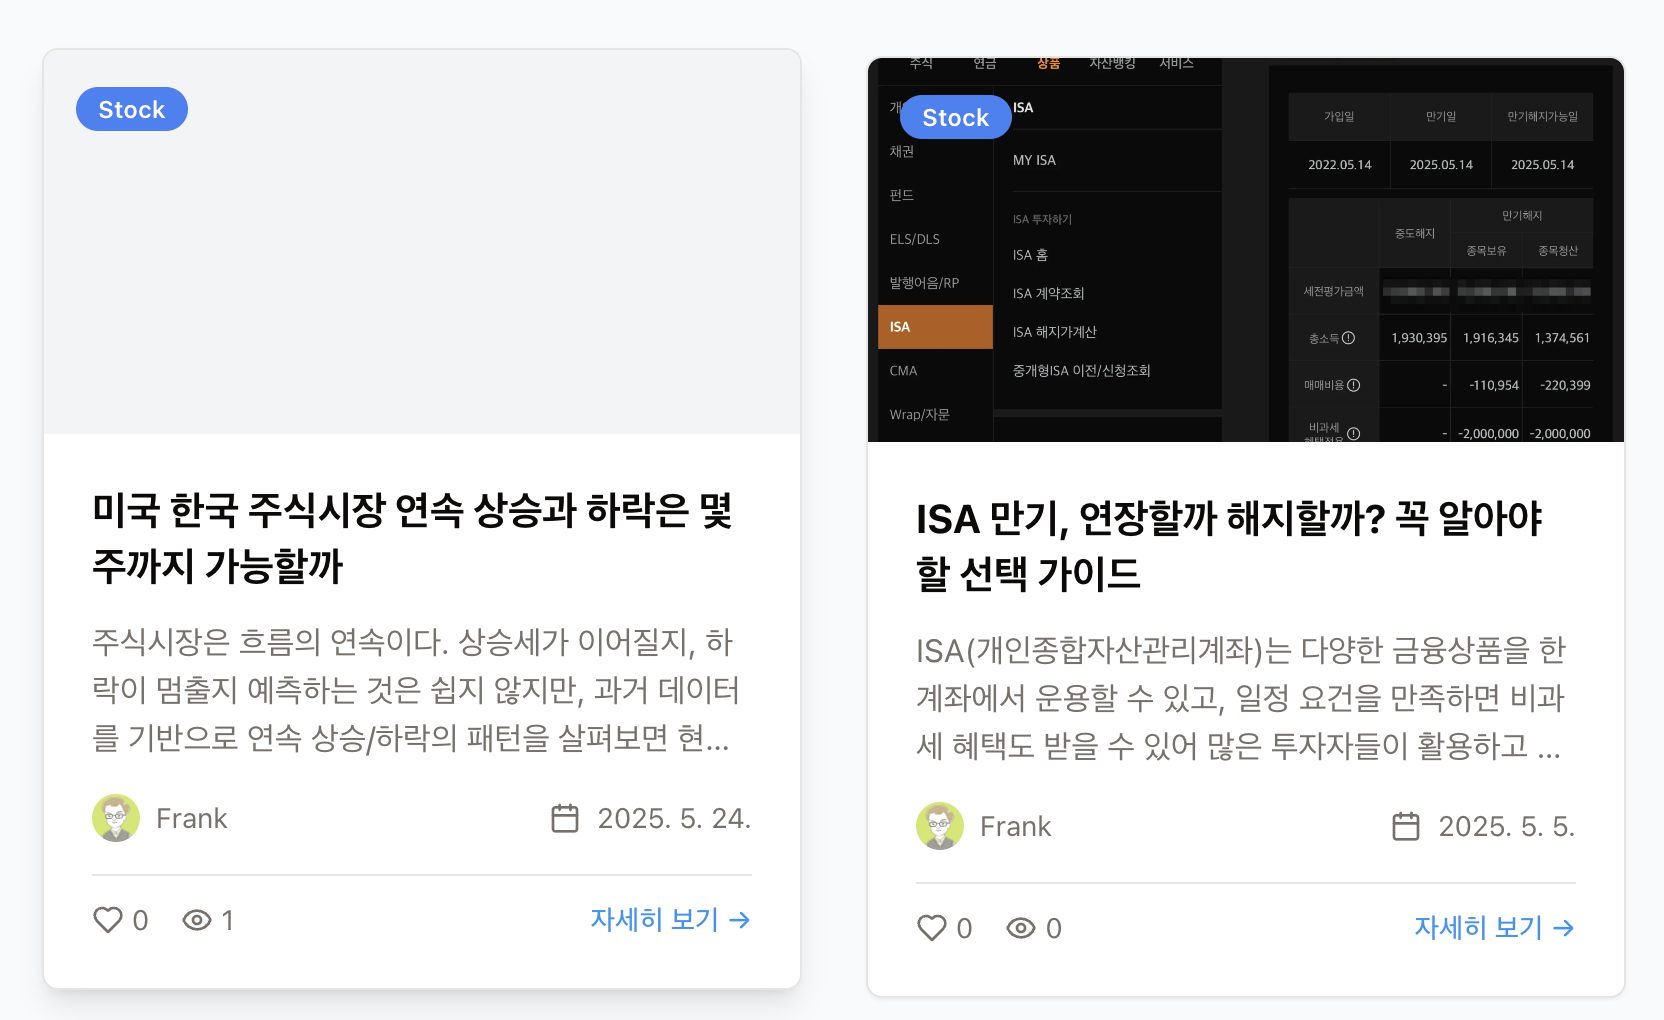 Stock
미국 한국 주식시장 연속 상승과 하락은 몇
주까지 가능할까
주식시장은 흐름의 연속이다. 상승세가 이어질지, 하
락이 멈출지 예측하는 것은 쉽지 않지만, 과거 데이터
를 기반으로 연속 상승/하락의 패턴을 살펴보면 현...
Frank
2025. 5. 24.
0 1
자세히 보기 →
주식 연금 상품 자산뱅킹 서비스
Stock
채권
펀드
ELS/DLS
발행어음/RP
ISA
CMA
Wrap/자문
ISA
MY ISA
ISA 투자하기
ISA 홈
ISA 계약조회
ISA 해지가계산
중개형ISA 이전/신청조회
가입일 만기일 만기해지가능일
2022.05.14 2025.05.14 2025.05.14
만기해지
중도해지
종목보유 종목청산
세전평가금액
총소득 1,930,395 1,916,345 1,374,561
매매비용 - -110,954 -220,399
비과세
- -2,000,000 -2,000,000
ISA 만기, 연장할까 해지할까? 꼭 알아야
할 선택 가이드
ISA(개인종합자산관리계좌)는 다양한 금융상품을 한
계좌에서 운용할 수 있고, 일정 요건을 만족하면 비과
세 혜택도 받을 수 있어 많은 투자자들이 활용하고 ...
Frank
2025. 5. 5.
0 0
자세히 보기 →